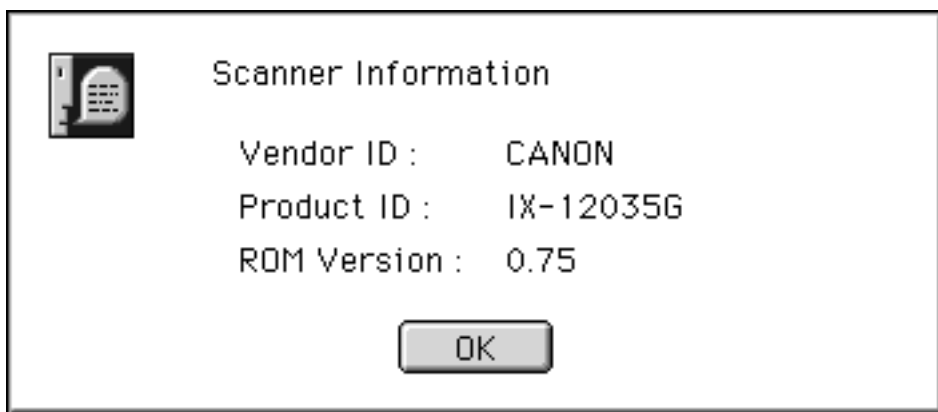 Scanner Information
Vendor ID : CANON
Product ID : IX-12035G
ROM Version : 0.75
OK